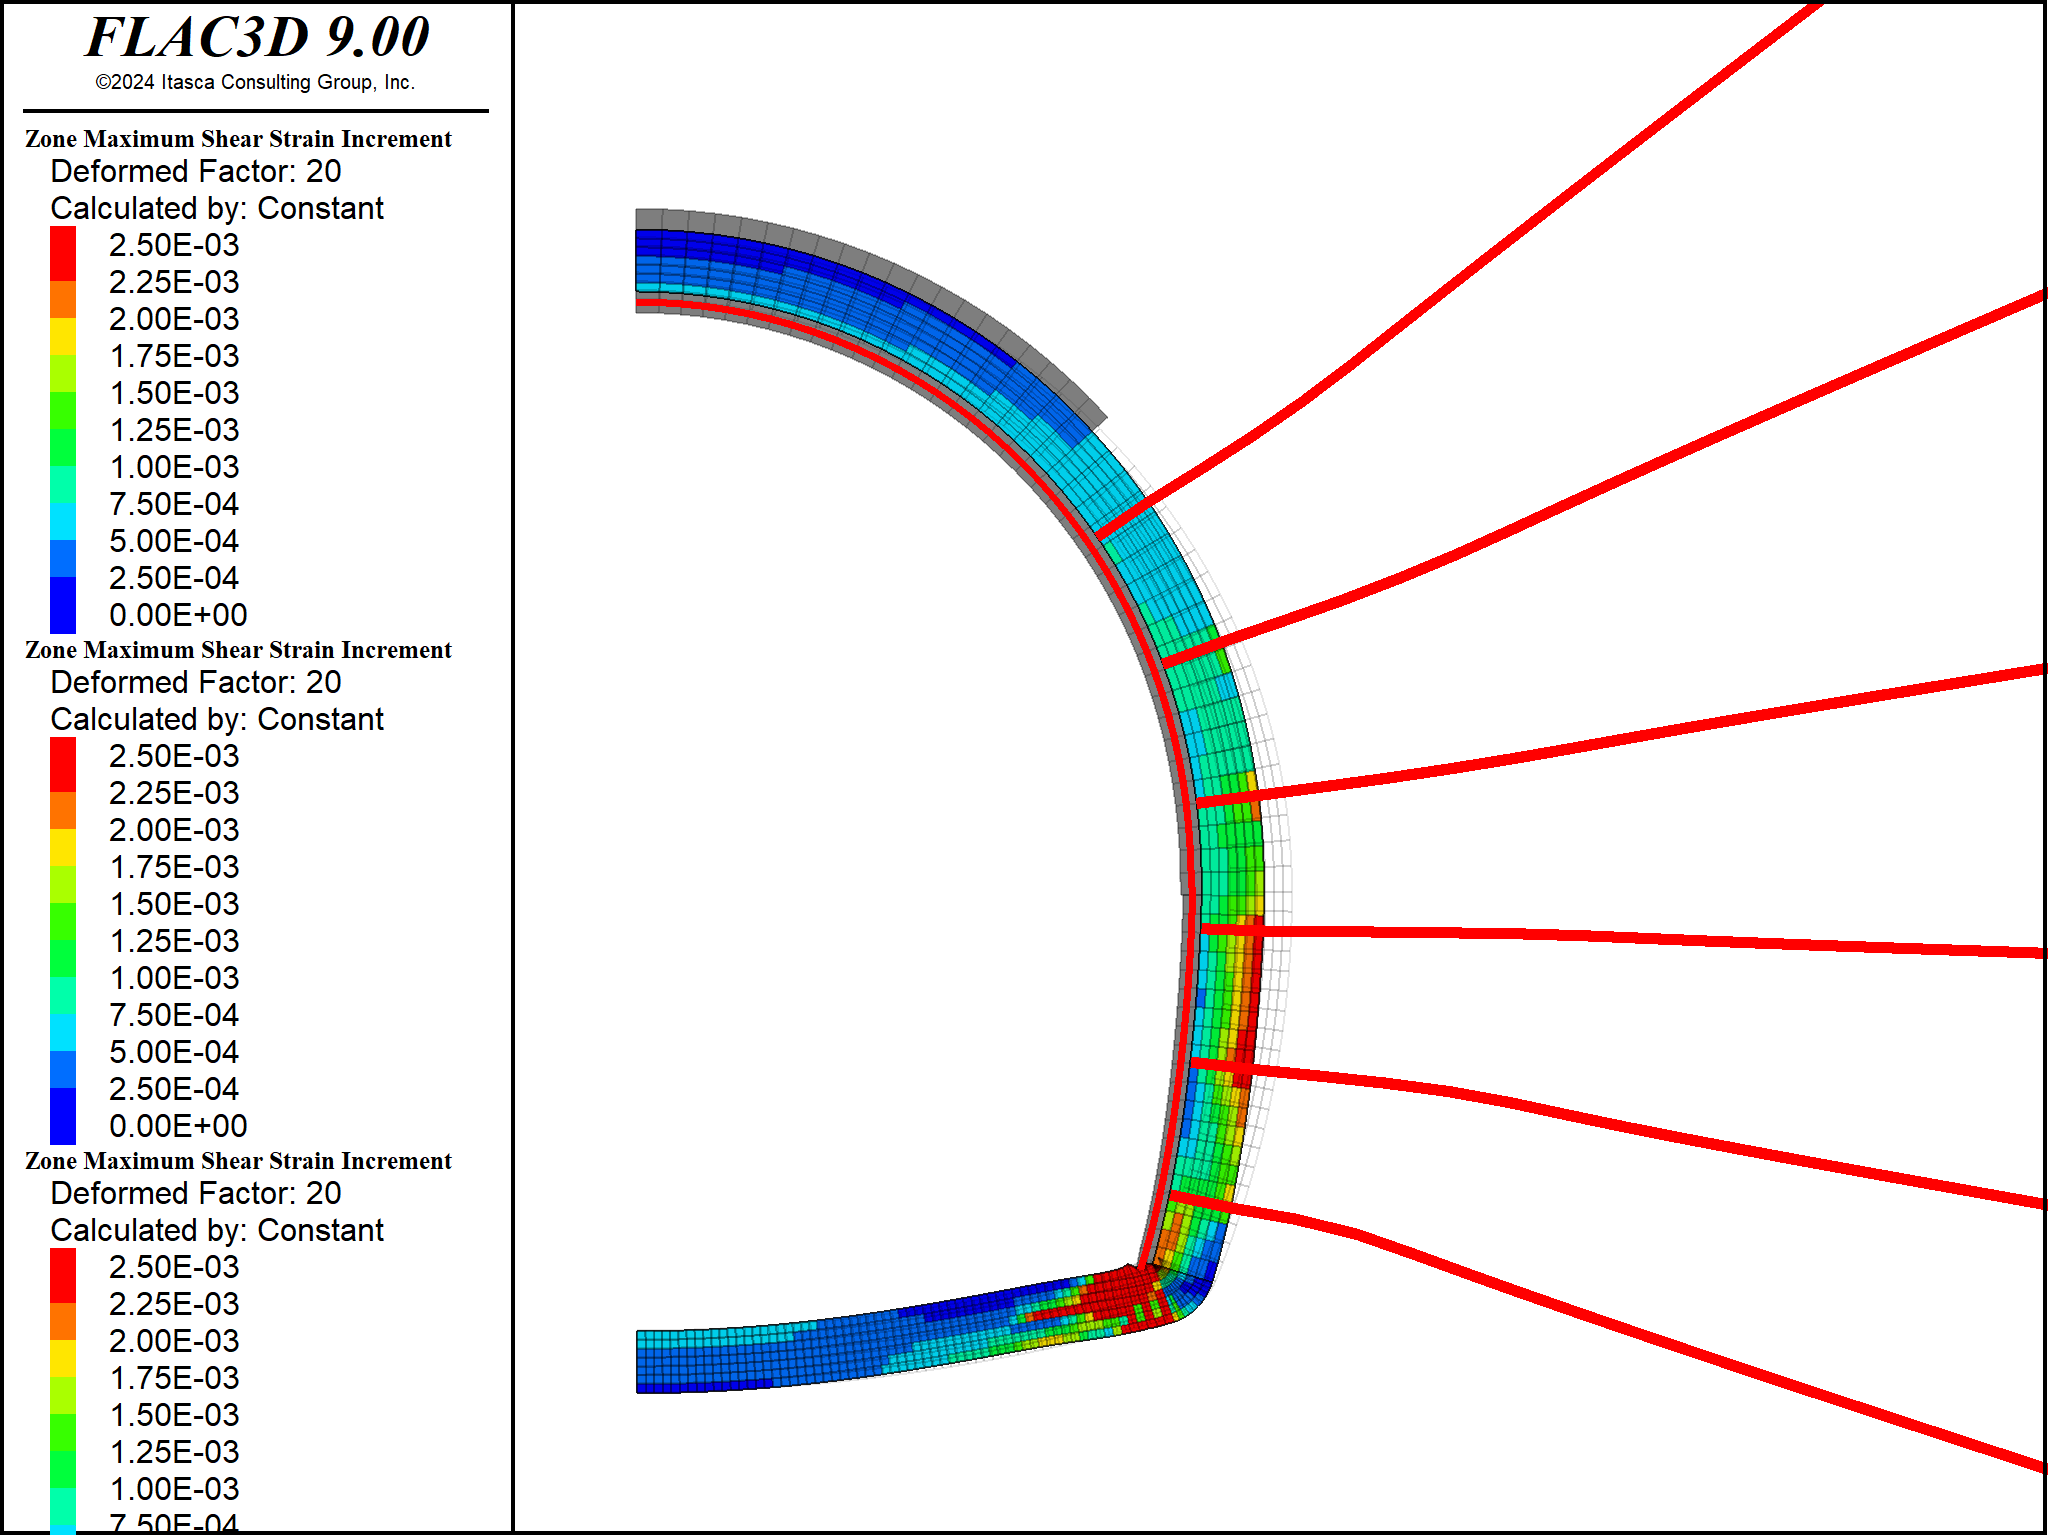 FLAC3D 9.00
©2024 Itasca Consulting Group, Inc.
Zone Maximum Shear Strain Increment
Deformed Factor: 20
Calculated by: Constant
2.50E-03
2.25E-03
2.00E-03
1.75E-03
1.50E-03
1.25E-03
1.00E-03
7.50E-04
5.00E-04
2.50E-04
0.00E+00
Zone Maximum Shear Strain Increment
Deformed Factor: 20
Calculated by: Constant
2.50E-03
2.25E-03
2.00E-03
1.75E-03
1.50E-03
1.25E-03
1.00E-03
7.50E-04
5.00E-04
2.50E-04
0.00E+00
Zone Maximum Shear Strain Increment
Deformed Factor: 20
Calculated by: Constant
2.50E-03
2.25E-03
2.00E-03
1.75E-03
1.50E-03
1.25E-03
1.00E-03
7.50E-04